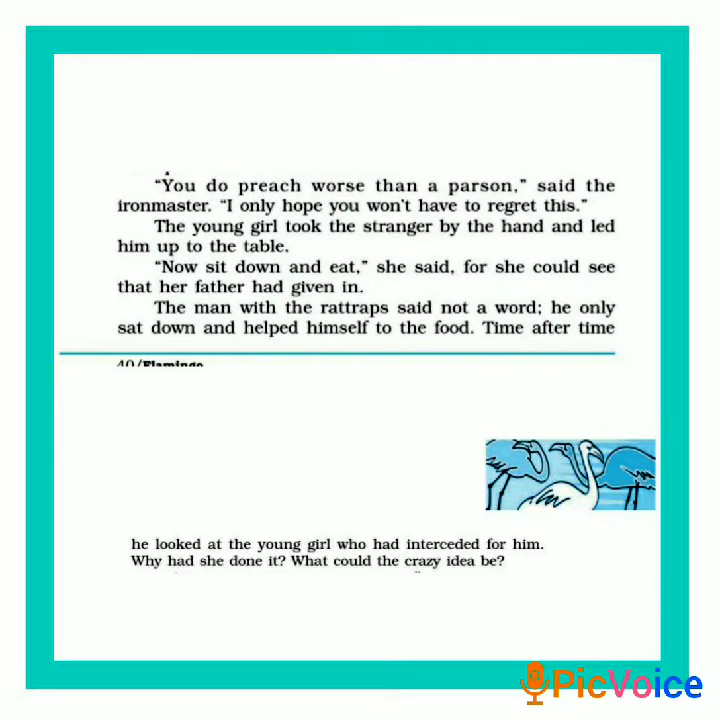 “You do preach worse than a parson,” said the
ironmaster. “I only hope you won’t have to regret this.”
The young girl took the stranger by the hand and led
him up to the table.
“Now sit down and eat,” she said, for she could see
that her father had given in.
The man with the rattraps said not a word; he only
sat down and helped himself to the food. Time after time
40/Flamingo
he looked at the young girl who had interceded for him.
Why had she done it? What could the crazy idea be?
PicVoice